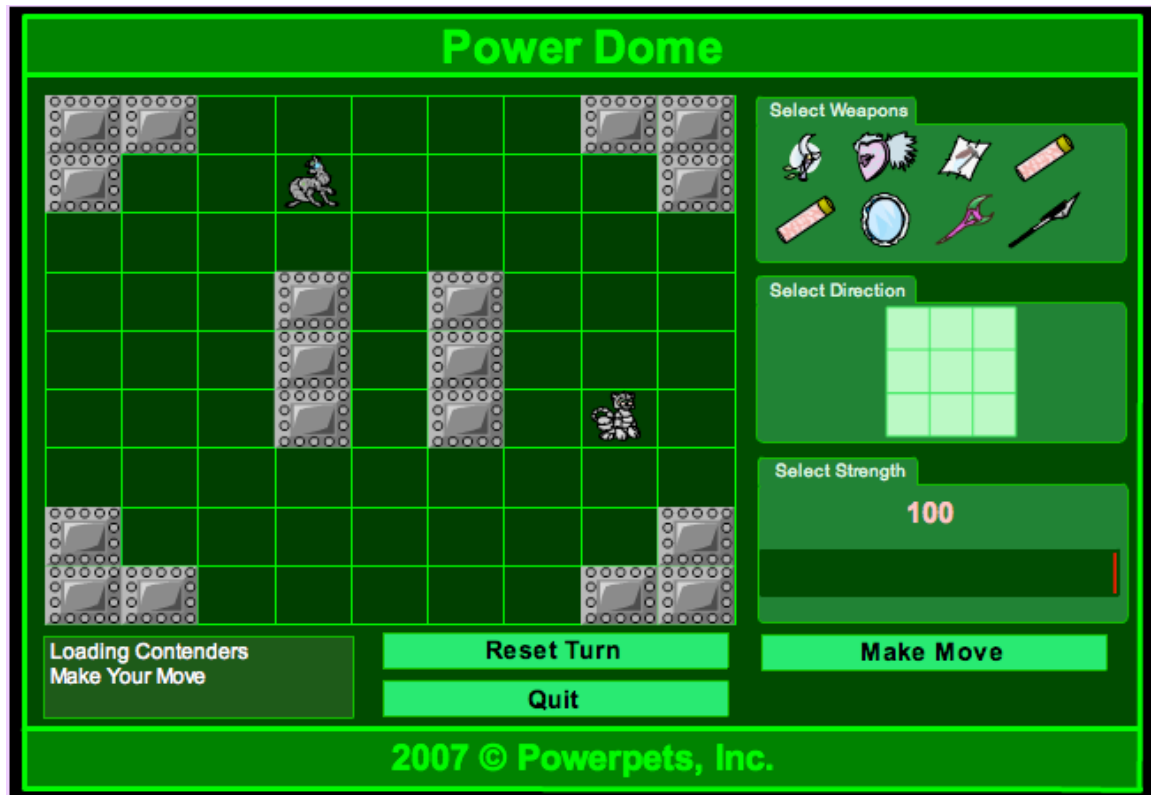 Power Dome
Select Weapons
Select Direction
Select Strength
100
Loading Contenders
Make Your Move
Reset Turn
Quit
Make Move
2007 © Powerpets, Inc.